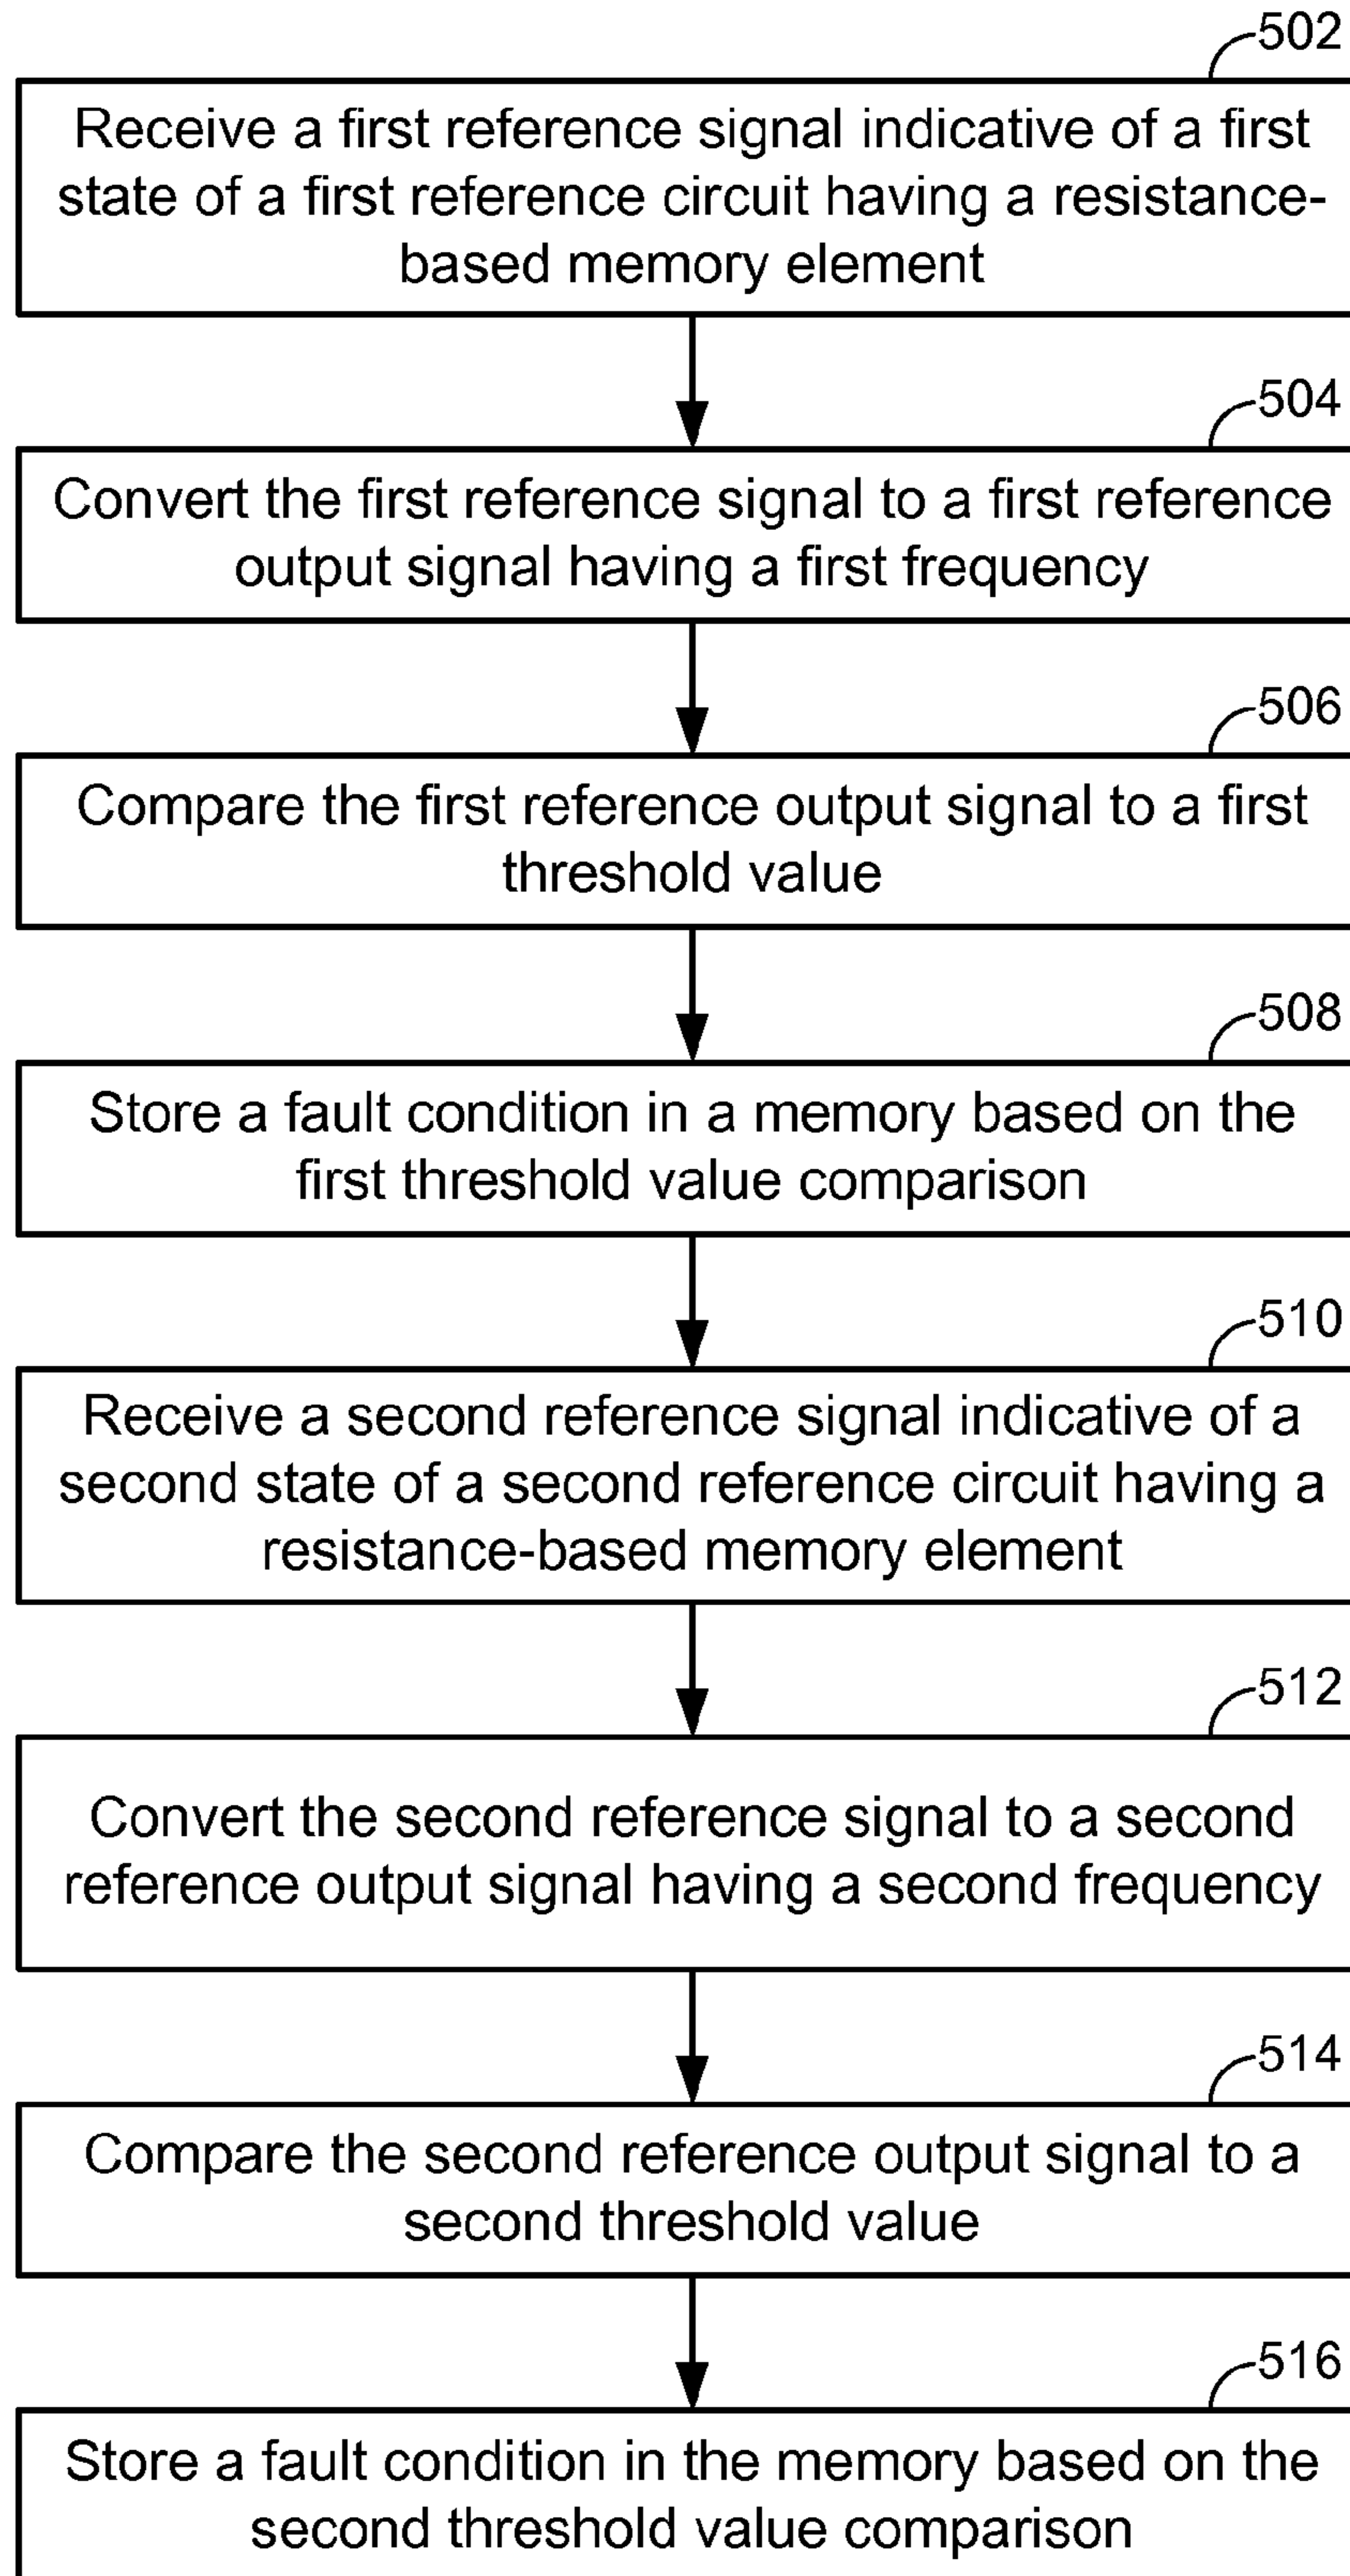 502
Receive a first reference signal indicative of a first
state of a first reference circuit having a resistance-
based memory element
504
Convert the first reference signal to a first reference
output signal having a first frequency
506
Compare the first reference output signal to a first
threshold value
508
Store a fault condition in a memory based on the
first threshold value comparison
510
Receive a second reference signal indicative of a
second state of a second reference circuit having a
resistance-based memory element
512
Convert the second reference signal to a second
reference output signal having a second frequency
514
Compare the second reference output signal to a
second threshold value
516
Store a fault condition in the memory based on the
second threshold value comparison